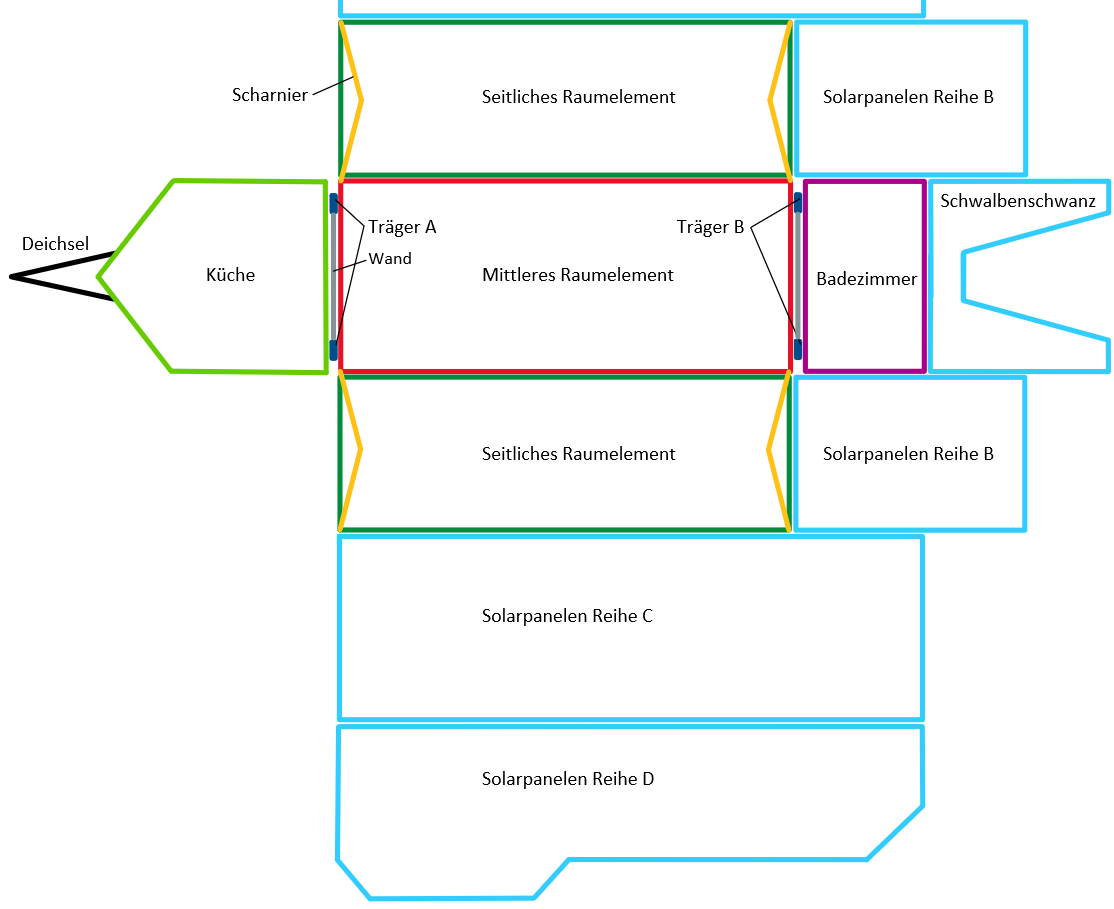 Scharnier
Seitliches Raumelement
Solarpanelen Reihe B
Schwalbenschwanz
Träger A
Träger B
Deichsel
Wand
Küche
Mittleres Raumelement
Badezimmer
Seitliches Raumelement
Solarpanelen Reihe B
Solarpanelen Reihe C
Solarpanelen Reihe D